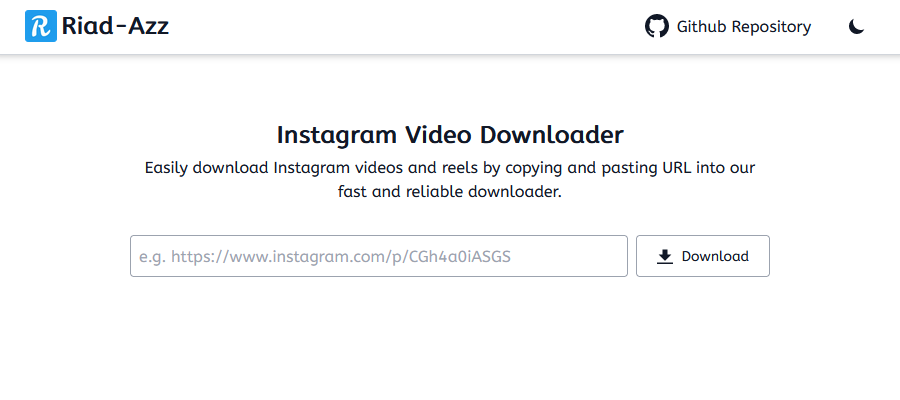 R Riad-Azz
Github Repository
Instagram Video Downloader
Easily download Instagram videos and reels by copying and pasting URL into our
fast and reliable downloader.
e.g. https://www.instagram.com/p/CGh4a0iASGS
Download